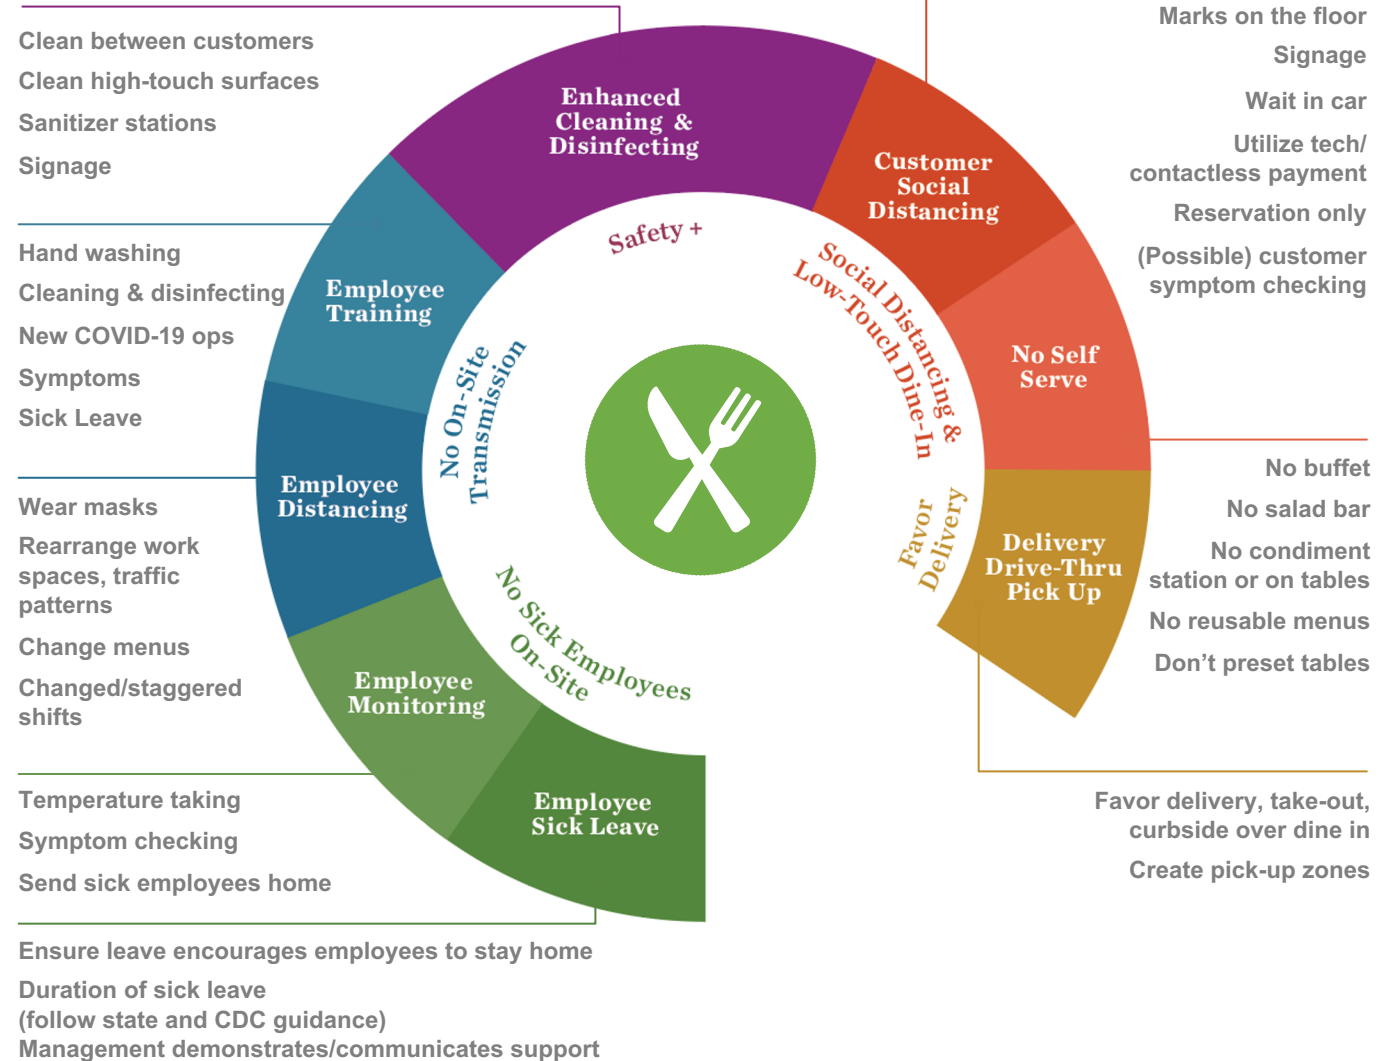 Clean between customers
Clean high-touch surfaces
Sanitizer stations
Signage
Hand washing
Cleaning & disinfecting
New COVID-19 ops
Symptoms
Sick Leave
Wear masks
Rearrange work
spaces, traffic
patterns
Change menus
Changed/staggered
shifts
Temperature taking
Symptom checking
Send sick employees home
Ensure leave encourages employees to stay home
Duration of sick leave
(follow state and CDC guidance)
Management demonstrates/communicates support
Enhanced
Cleaning &
Disinfecting
Employee
Training
Employee
Distancing
Employee
Monitoring
Employee
Sick Leave
Customer
Social
Distancing
No Self
Serve
Delivery
Drive-Thru
Pick Up
Safety +
No On-Site
Transmission
No Sick Employees
On-Site
Social Distancing &
Low-Touch Dine-In
Favor
Delivery
Marks on the floor
Signage
Wait in car
Utilize tech/
contactless payment
Reservation only
(Possible) customer
symptom checking
No buffet
No salad bar
No condiment
station or on tables
No reusable menus
Don’t preset tables
Favor delivery, take-out,
curbside over dine in
Create pick-up zones